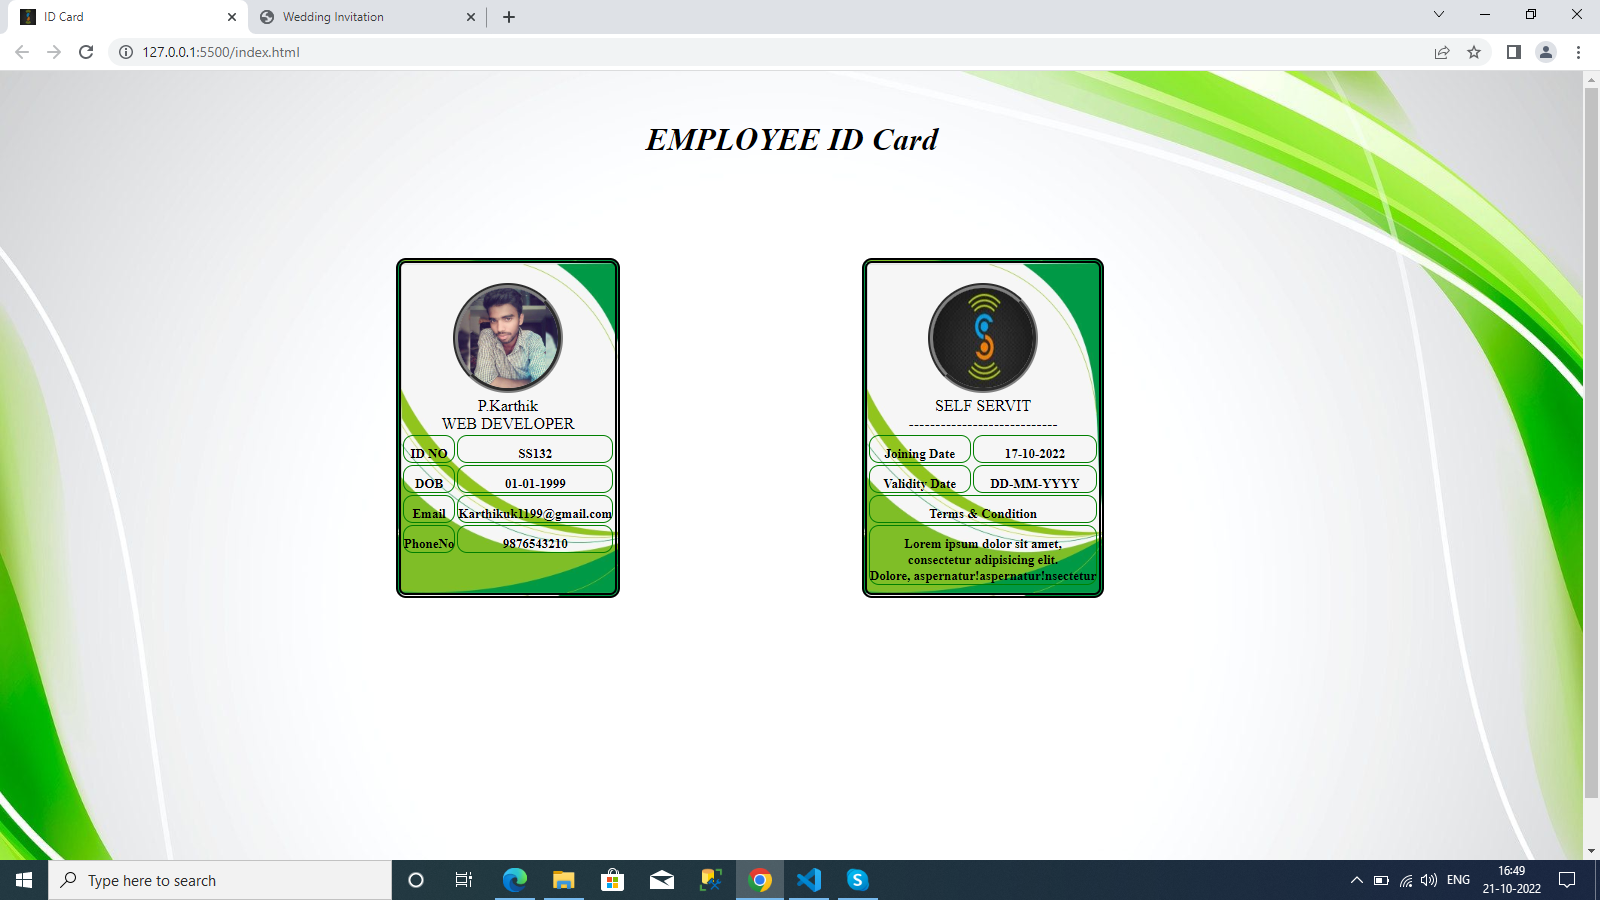 ID Card
Wedding Invitation
127.0.0.1:5500/index.html
EMPLOYEE ID Card
P.Karthik
WEB DEVELOPER
ID NO SS132
DOB 01-01-1999
Email Karthikuk1199@gmail.com
PhoneNo 9876543210
SELF SERVIT
----------------------------
Joining Date 17-10-2022
Validity Date DD-MM-YYYY
Terms & Condition
Lorem ipsum dolor sit amet,
consectetur adipisicing elit.
Dolore, aspernatur!aspernatur!nsectetur
Type here to search
ENG
16:49
21-10-2022